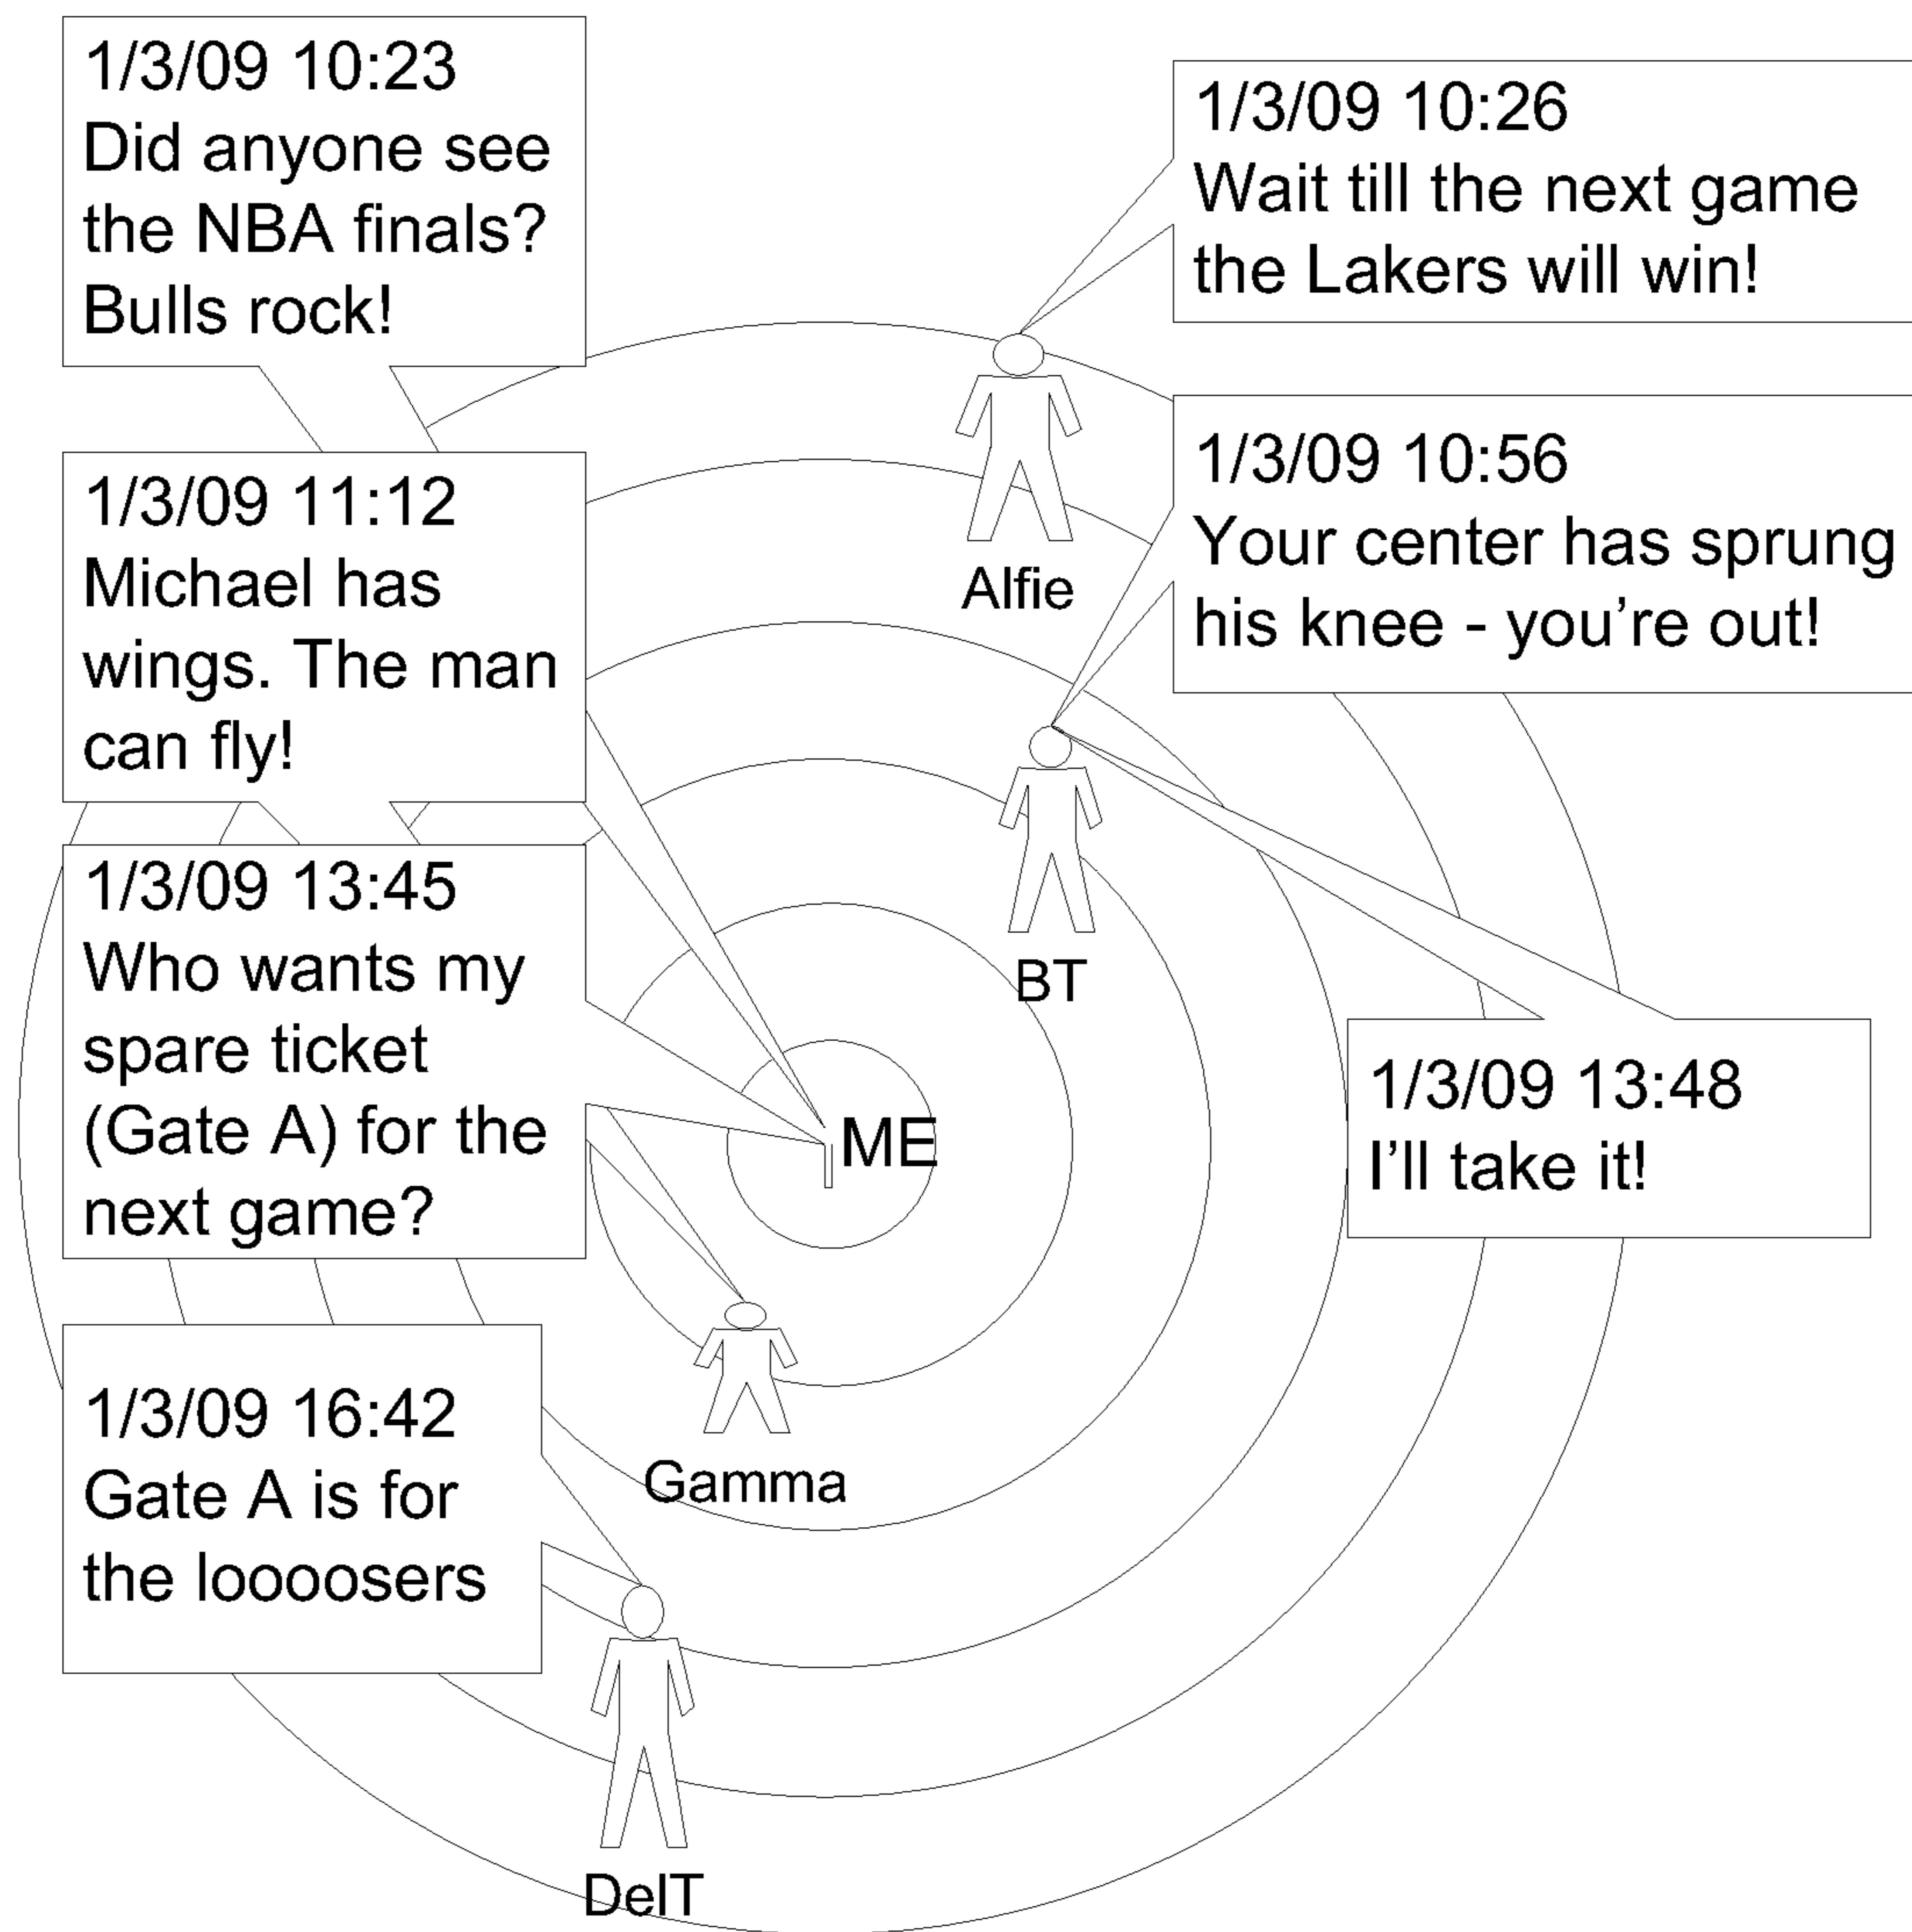 1/3/09 10:23
Did anyone see
the NBA finals?
Bulls rock!
1/3/09 10:26
Wait till the next game
the Lakers will win!
Alfie
1/3/09 10:56
Your center has sprung
his knee - you’re out!
1/3/09 11:12
Michael has
wings. The man
can fly!
BT
1/3/09 13:45
Who wants my
spare ticket
(Gate A) for the
next game?
ME
1/3/09 13:48
I’ll take it!
Gamma
1/3/09 16:42
Gate A is for
the loooosers
DelT